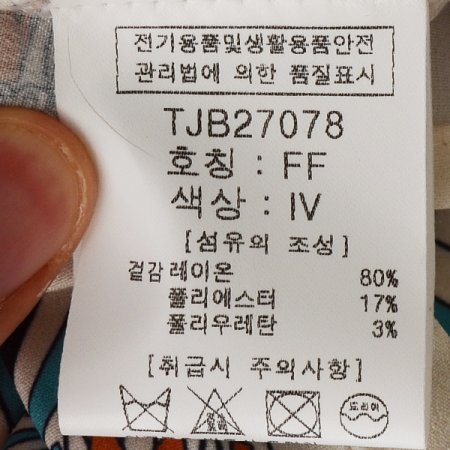 전기용품및생활용품안전
관리법에 의한 품질표시
TJB27078
호칭 : FF
색상 : IV
[섬유의 조성]
겉감 레이온 80%
폴리에스터 17%
폴리우레탄 3%
[취급시 주의사항]
드라이